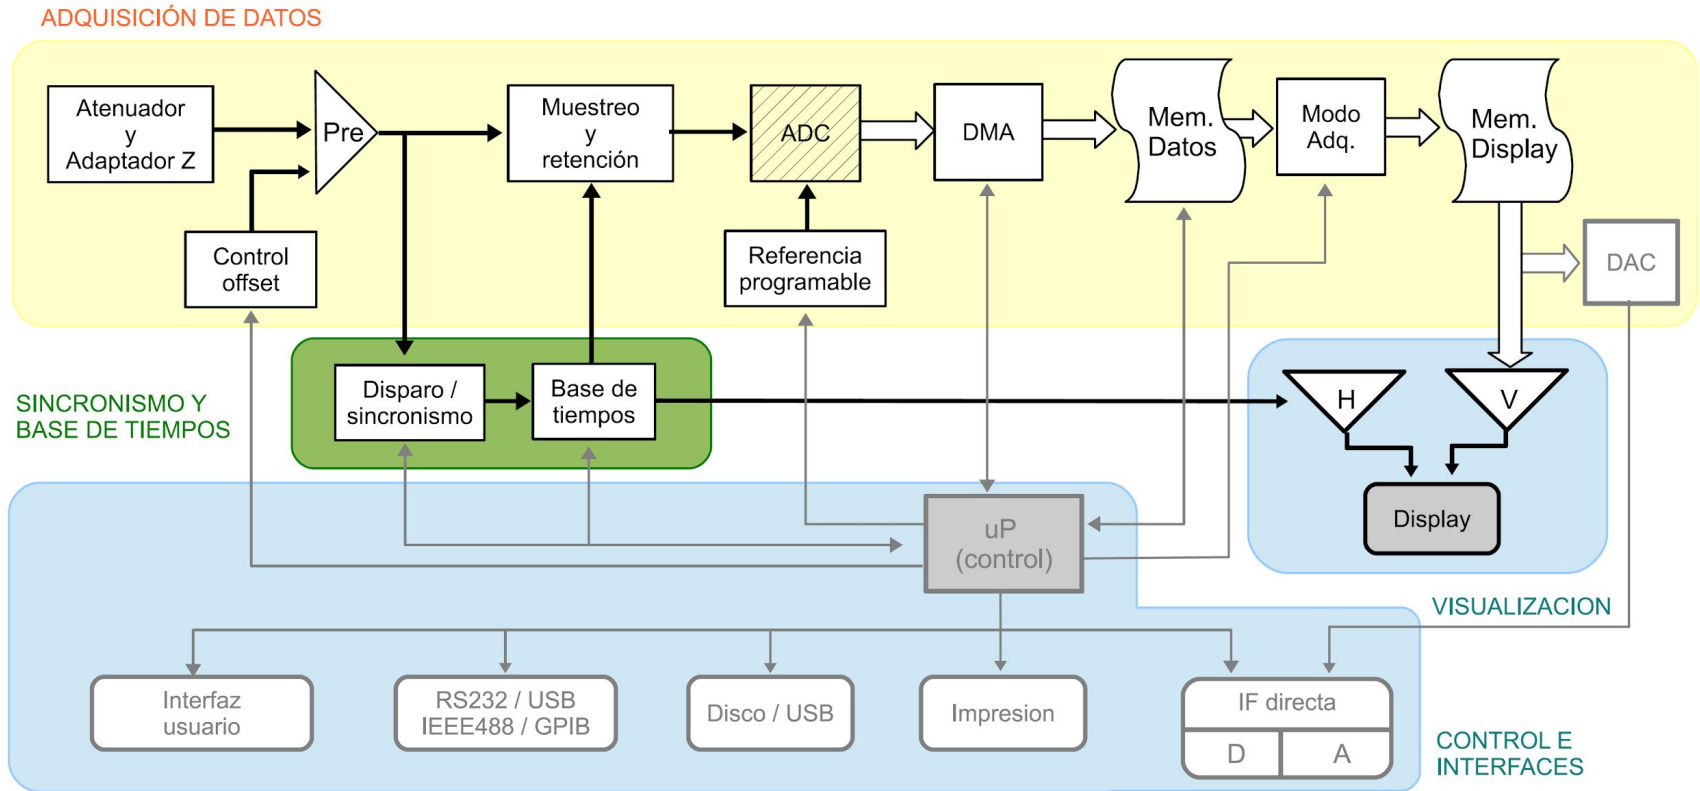 ADQUISICIÓN DE DATOS
Atenuador
y
Adaptador Z
Pre
Muestreo
y
retención
ADC
DMA
Mem.
Datos
Modo
Adq.
Mem.
Display
Control
offset
Referencia
programable
DAC
SINCRONISMO Y
BASE DE TIEMPOS
Disparo /
sincronismo
Base de
tiempos
H
V
Display
uP
(control)
VISUALIZACION
Interfaz
usuario
RS232 / USB
IEEE488 / GPIB
Disco / USB
Impresion
IF directa
D
A
CONTROL E
INTERFACES